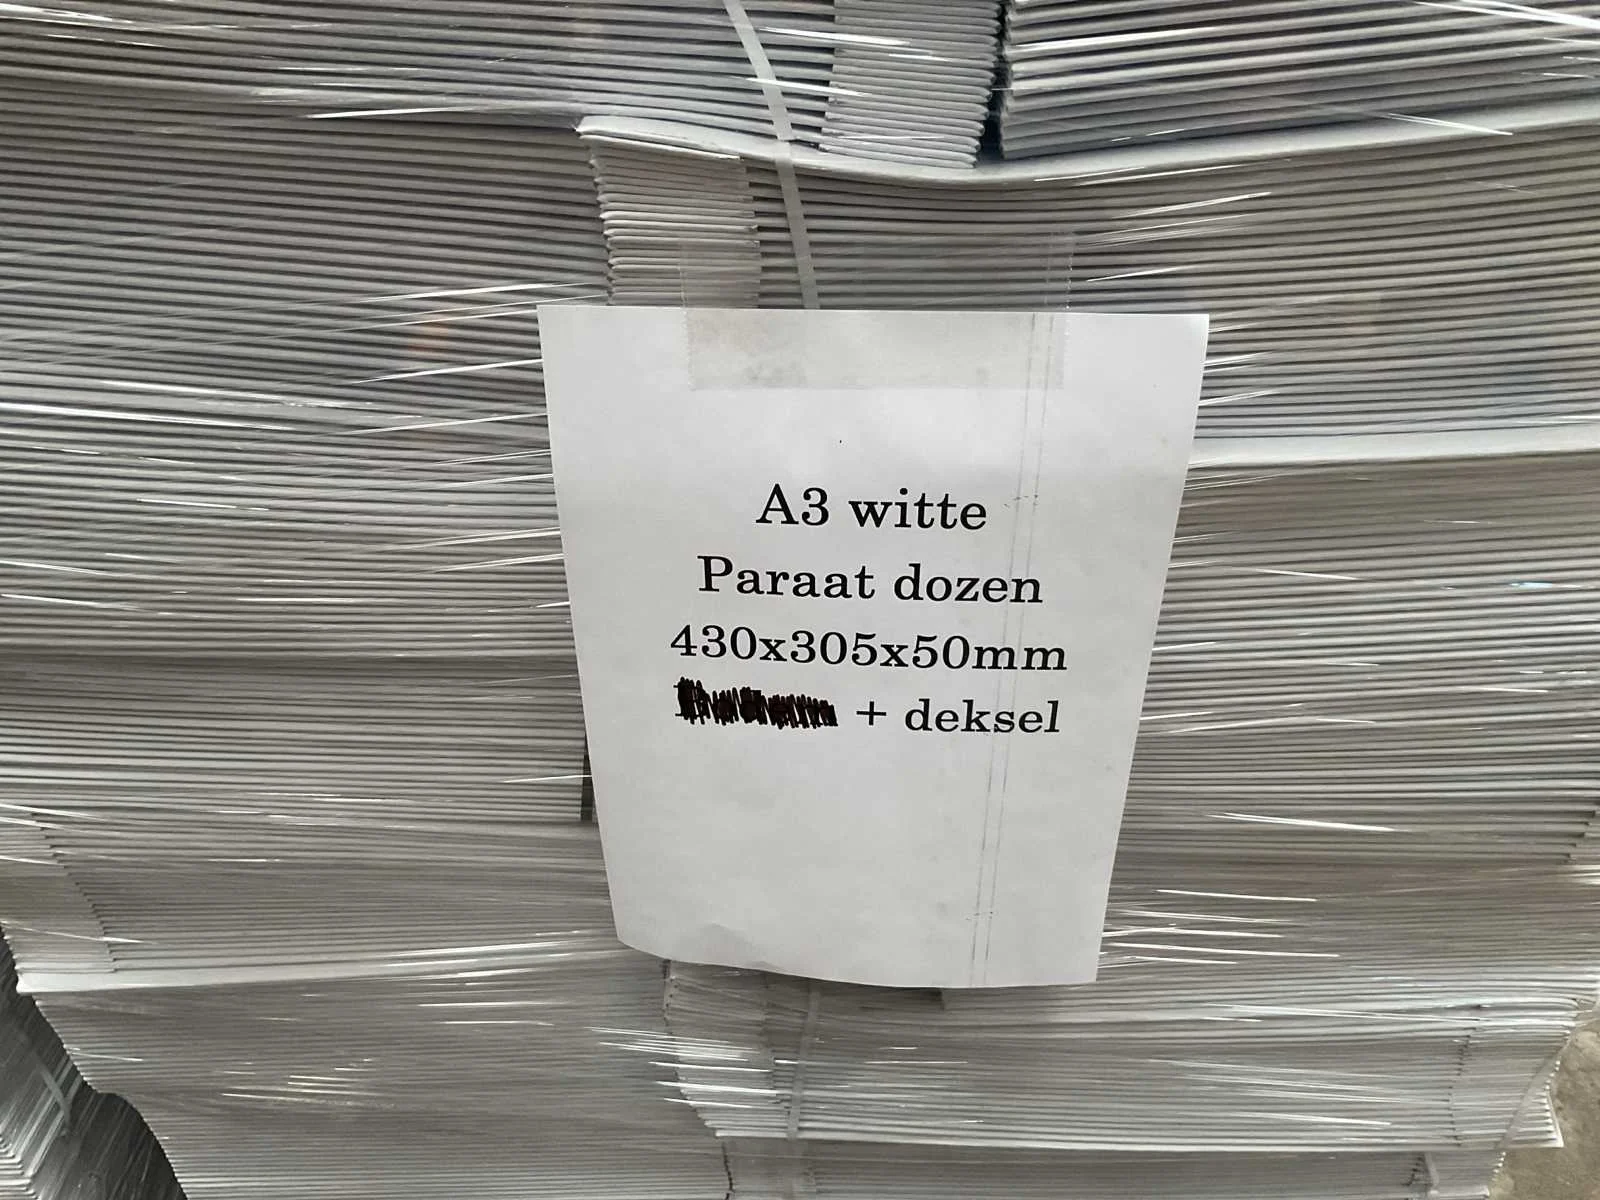 A3 witte
Paraat dozen
430x305x50mm
+ deksel